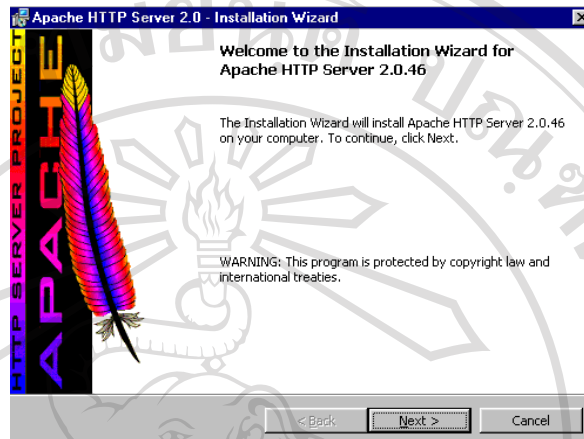 Apache HTTP Server 2.0 - Installation Wizard
HTTP SERVER PROJECT
APACHE
Welcome to the Installation Wizard for
Apache HTTP Server 2.0.46
The Installation Wizard will install Apache HTTP Server 2.0.46
on your computer. To continue, click Next.
WARNING: This program is protected by copyright law and
international treaties.
< Back
Next >
Cancel